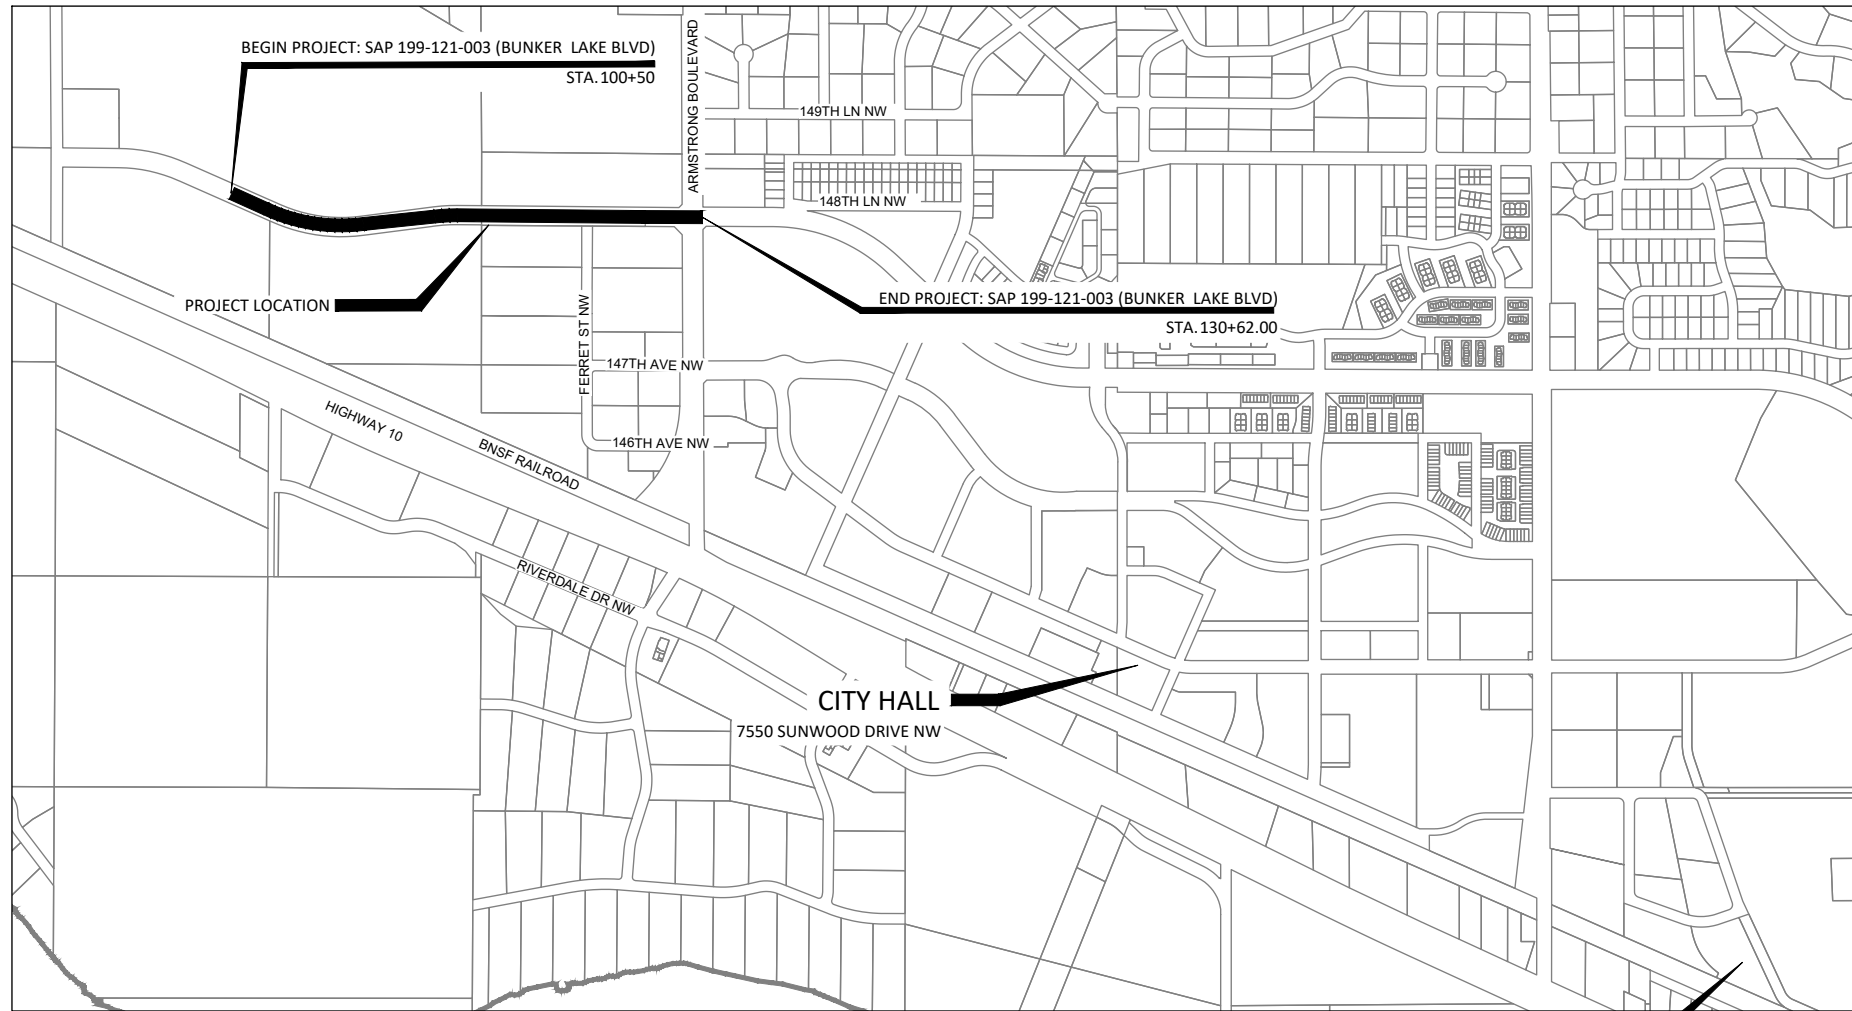 BEGIN PROJECT: SAP 199-121-003 (BUNKER LAKE BLVD)
STA.100+50
ARMSTRONG BOULEVARD
149TH LN NW
148TH LN NW
PROJECT LOCATION
END PROJECT: SAP 199-121-003 (BUNKER LAKE BLVD)
STA.130+62.00
FERRET ST NW
147TH AVE NW
HIGHWAY 10
BNSF RAILROAD
146TH AVE NW
RIVERDALE DR NW
CITY HALL
7550 SUNWOOD DRIVE NW